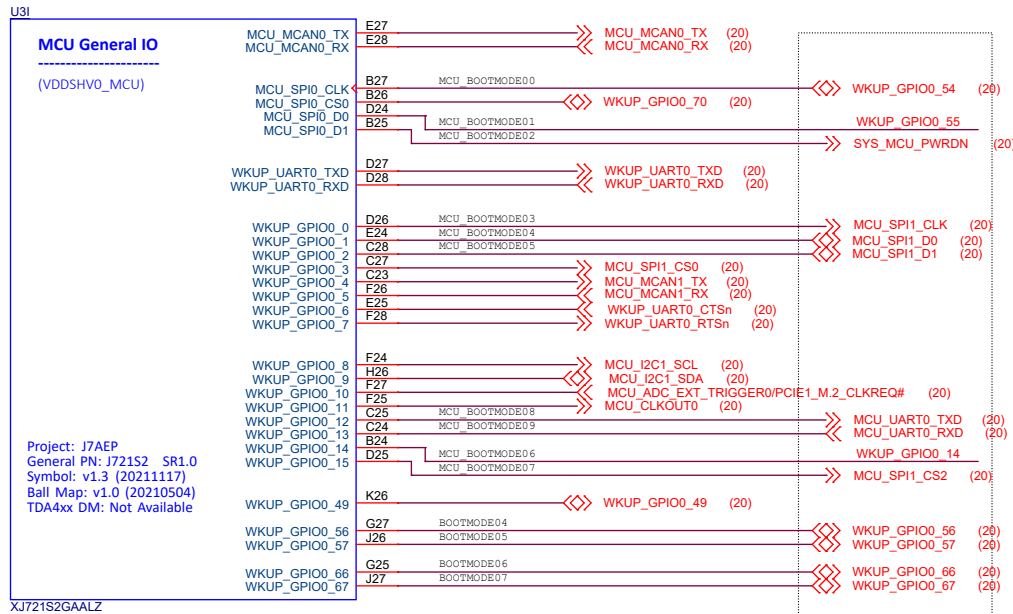 U3I
MCU General IO
----------------------
(VDDSHV0_MCU)
MCU_MCAN0_TX E27 MCU_MCAN0_TX (20)
MCU_MCAN0_RX E28 MCU_MCAN0_RX (20)
MCU_SPI0_CLK B27 MCU_BOOTMODE00 WKUP_GPIO0_54 (20)
MCU_SPI0_CS0 B26 WKUP_GPIO0_70 (20)
MCU_SPI0_D0 D24 MCU_BOOTMODE01 WKUP_GPIO0_55
MCU_SPI0_D1 B25 MCU_BOOTMODE02 SYS_MCU_PWRDN (20)
WKUP_UART0_TXD D27 WKUP_UART0_TXD (20)
WKUP_UART0_RXD D28 WKUP_UART0_RXD (20)
WKUP_GPIO0_0 D26 MCU_BOOTMODE03 MCU_SPI1_CLK (20)
WKUP_GPIO0_1 E24 MCU_BOOTMODE04 MCU_SPI1_D0 (20)
WKUP_GPIO0_2 C28 MCU_BOOTMODE05 MCU_SPI1_D1 (20)
WKUP_GPIO0_3 C27 MCU_SPI1_CS0 (20)
WKUP_GPIO0_4 C23 MCU_MCAN1_TX (20)
WKUP_GPIO0_5 F26 MCU_MCAN1_RX (20)
WKUP_GPIO0_6 E25 WKUP_UART0_CTSn (20)
WKUP_GPIO0_7 F28 WKUP_UART0_RTSn (20)
WKUP_GPIO0_8 F24 MCU_I2C1_SCL (20)
WKUP_GPIO0_9 H26 MCU_I2C1_SDA (20)
WKUP_GPIO0_10 F27 MCU_ADC_EXT_TRIGGER0/PCIE1_M.2_CLKREQ# (20)
WKUP_GPIO0_11 F25 MCU_CLKOUT0 (20)
WKUP_GPIO0_12 C25 MCU_BOOTMODE08 MCU_UART0_TXD (20)
WKUP_GPIO0_13 C24 MCU_BOOTMODE09 MCU_UART0_RXD (20)
WKUP_GPIO0_14 B24 MCU_BOOTMODE06 WKUP_GPIO0_14
WKUP_GPIO0_15 D25 MCU_BOOTMODE07 MCU_SPI1_CS2 (20)
Project: J7AEP
General PN: J721S2 SR1.0
Symbol: v1.3 (20211117)
Ball Map: v1.0 (20210504)
TDA4xx DM: Not Available
WKUP_GPIO0_49 K26 WKUP_GPIO0_49 (20)
WKUP_GPIO0_56 G27 BOOTMODE04 WKUP_GPIO0_56 (20)
WKUP_GPIO0_57 J26 BOOTMODE05 WKUP_GPIO0_57 (20)
WKUP_GPIO0_66 G25 BOOTMODE06 WKUP_GPIO0_66 (20)
WKUP_GPIO0_67 J27 BOOTMODE07 WKUP_GPIO0_67 (20)
XJ721S2GAALZ